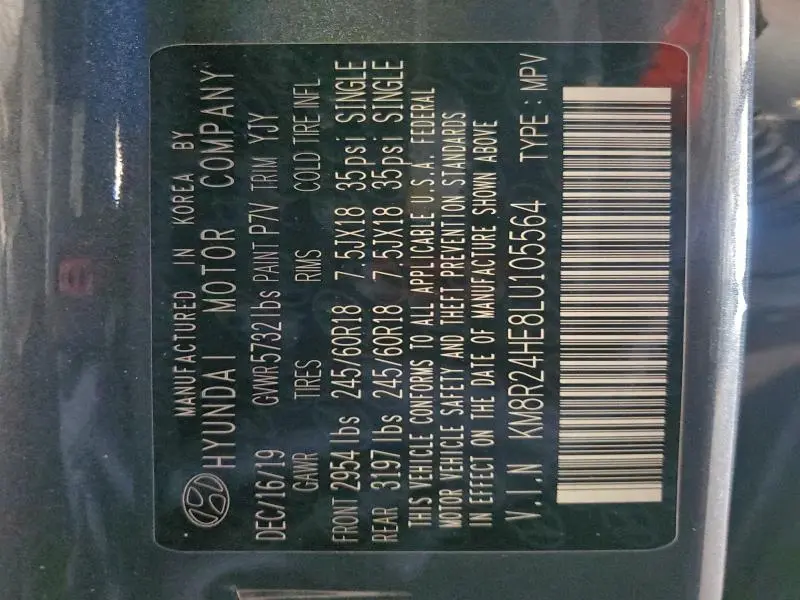 MANUFACTURED IN KOREA BY
HYUNDAI MOTOR COMPANY
DEC/16/19 GVWR5732lbs PAINT P7V TRIM YJY
GAWR TIRES RIMS COLD TIRE INFL
FRONT 2954 lbs 245/60R18 7.5JX18 35psi SINGLE
REAR 3197 lbs 245/60R18 7.5JX18 35psi SINGLE
THIS VEHICLE CONFORMS TO ALL APPLICABLE U.S.A. FEDERAL
MOTOR VEHICLE SAFETY AND THEFT PREVENTION STANDARDS
IN EFFECT ON THE DATE OF MANUFACTURE SHOWN ABOVE
V.I.N KM8R24HE8LU105564 TYPE : MPV